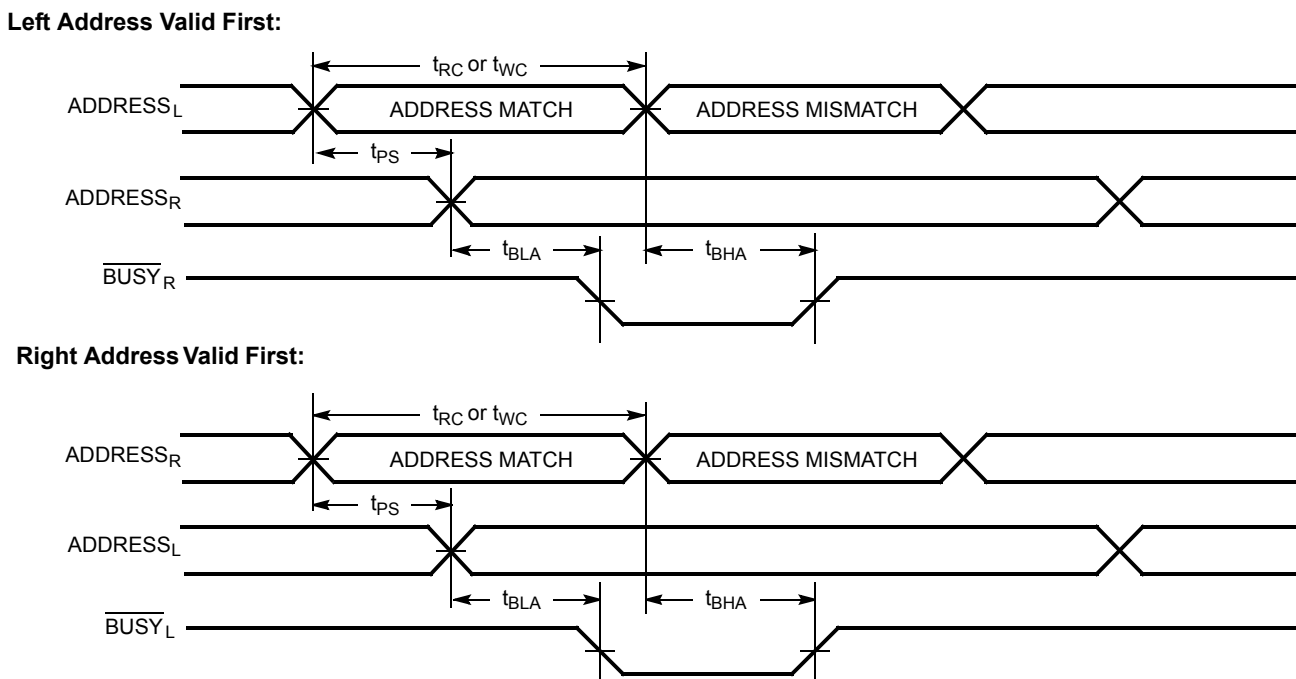 Left Address Valid First:
tRC or tWC
ADDRESSL
ADDRESS MATCH
ADDRESS MISMATCH
tPS
ADDRESSR
tBLA
tBHA
BUSYR
Right Address Valid First:
tRC or tWC
ADDRESSR
ADDRESS MATCH
ADDRESS MISMATCH
tPS
ADDRESSL
tBLA
tBHA
BUSYL